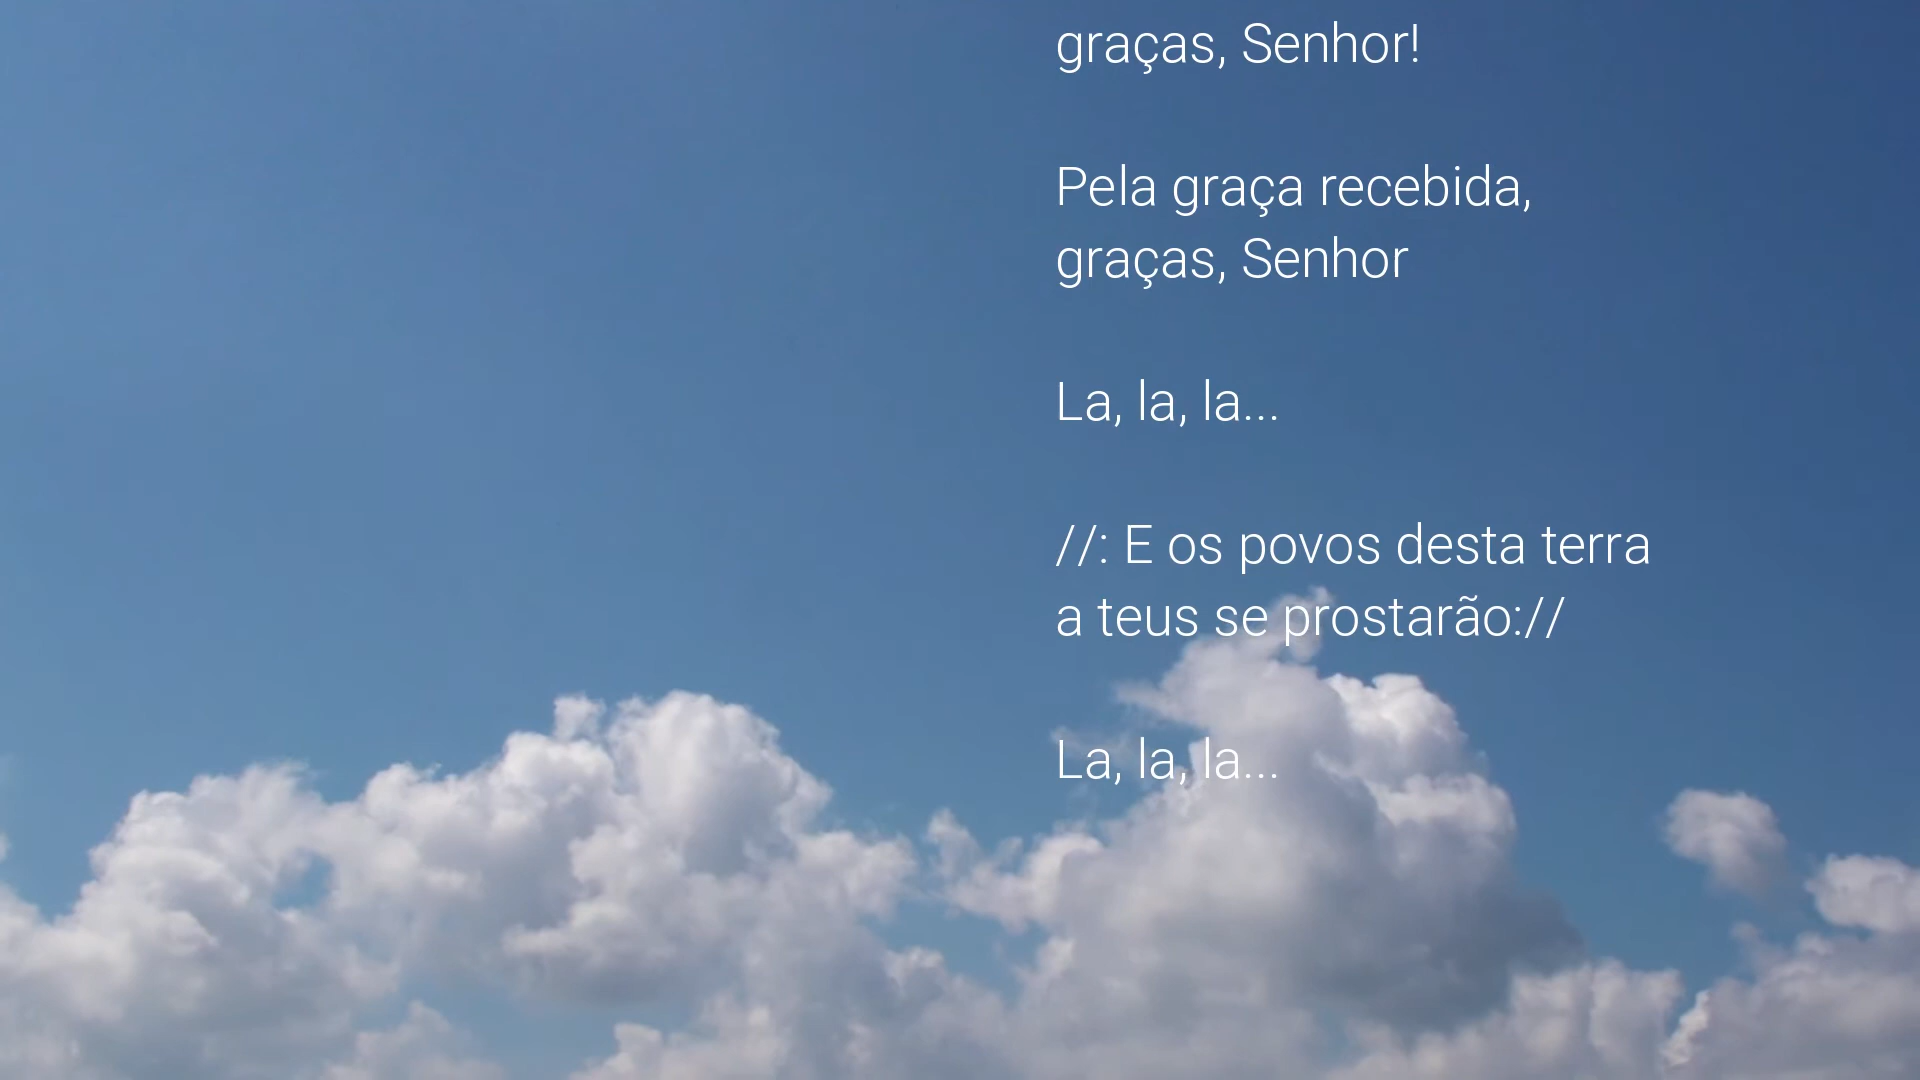 graças, Senhor!
Pela graça recebida,
graças, Senhor
La, la, la...
//: E os povos desta terra
a teus se prostarão://
La, la, la...